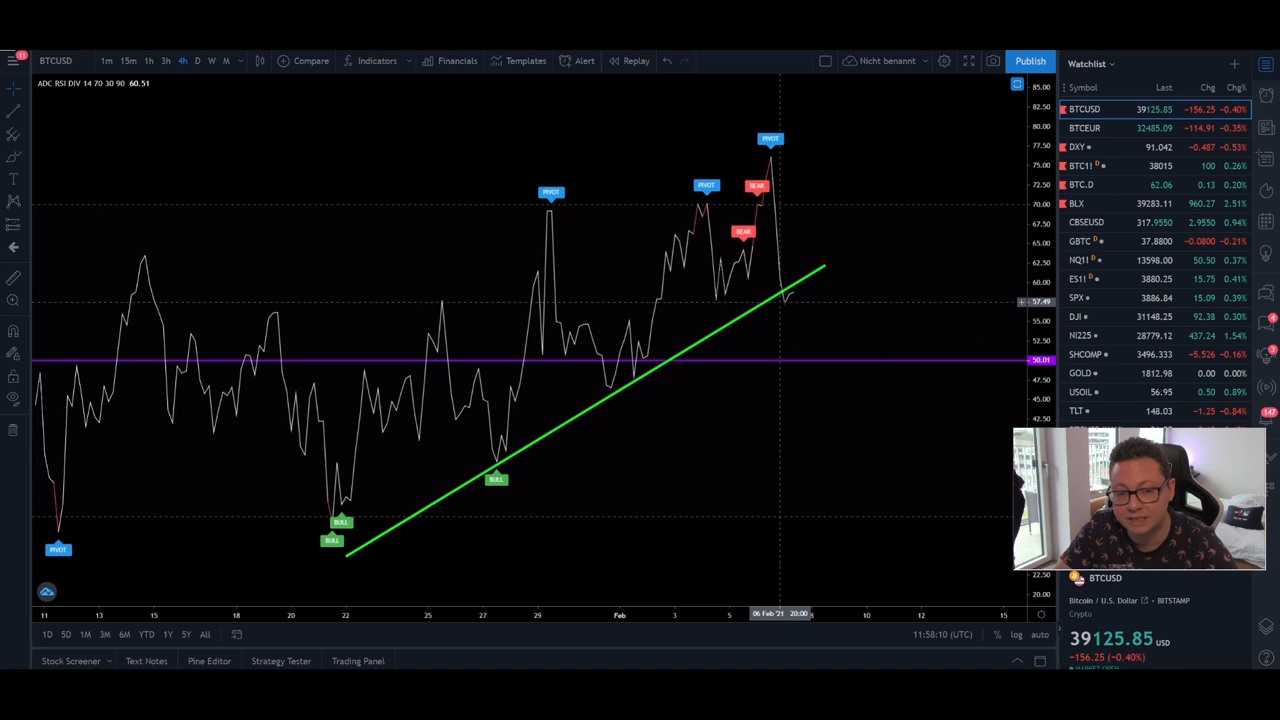 11
BTCUSD 1m 15m 1h 3h 4h D W M Compare Indicators Financials Templates Alert Replay Nicht benannt Publish
ADC RSI DIV 14 70 30 90 60.51
PIVOT
PIVOT
BEAR
PIVOT
BEAR
PIVOT
BULL
BULL
BULL
85.00
82.50
80.00
77.50
75.00
72.50
70.00
67.50
65.00
62.50
60.00
57.49
55.00
52.50
50.01
47.50
45.00
42.50
22.50
20.00
11 13 15 18 20 22 25 27 29 Feb 3 5 06 Feb '21 20:00 8 10 12 15
1D 5D 1M 3M 6M YTD 1Y 5Y All 11:58:10 (UTC) % log auto
Stock Screener Text Notes Pine Editor Strategy Tester Trading Panel
Watchlist
Symbol Last Chg Chg%
BTCUSD 39125.85 −156.25 −0.40%
BTCEUR 32485.09 −114.91 −0.35%
DXY 91.042 −0.487 −0.53%
BTC1! D 38015 100 0.26%
BTC.D 62.06 0.13 0.20%
BLX 39283.11 960.27 2.51%
CBSEUSD 317.9550 2.9550 0.94%
GBTC D 37.8800 −0.0800 −0.21%
NQ1! D 13598.00 50.50 0.37%
ES1! D 3880.25 15.75 0.41%
SPX 3886.84 15.09 0.39%
DJI 31148.25 92.38 0.30%
NI225 28779.12 437.24 1.54%
SHCOMP 3496.333 −5.526 −0.16%
GOLD 1812.98 0.00 0.00%
USOIL 56.95 0.50 0.89%
TLT 148.03 −1.25 −0.84%
4
3
147
BTCUSD
Bitcoin / U.S. Dollar • BITSTAMP
Crypto
39125.85 USD
−156.25 (−0.40%)